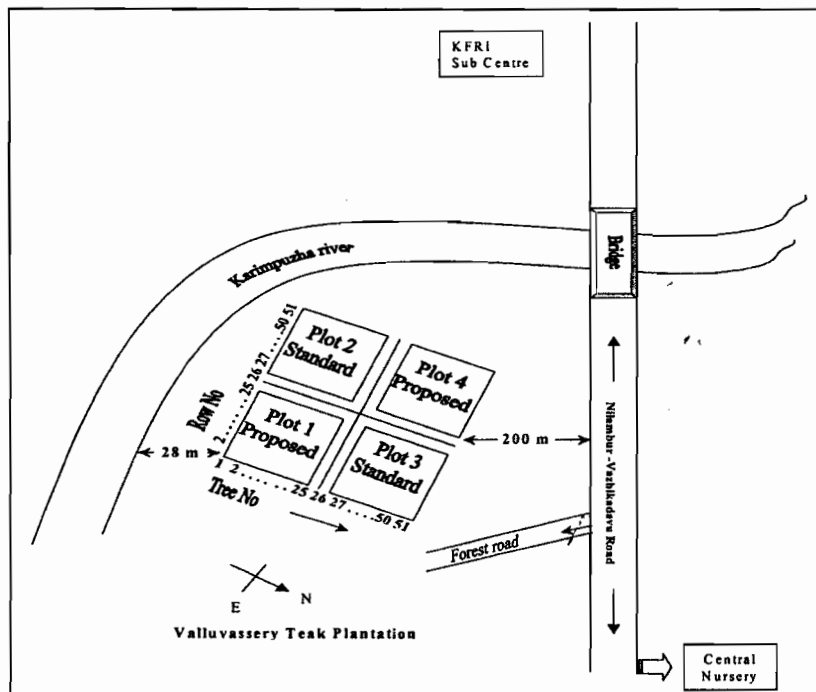 KFRI
Sub Centre
Bridge
Karimpuzha river
Plot 2
Standard
Plot 4
Proposed
Plot 1
Proposed
Plot 3
Standard
Row No
1 2 ....... 25 26 27 .... 50 51
28 m
200 m
1 2 ........ 25 26 27 .... 50 51
Tree No
Nilambur -Vazhikadavu Road
Forest road
E
N
Valluvassery Teak Plantation
Central
Nursery